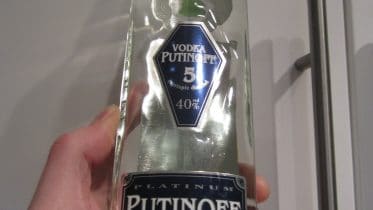 VODKA
PUTINOFF
5
40%
PLATINUM
PUTINOFF